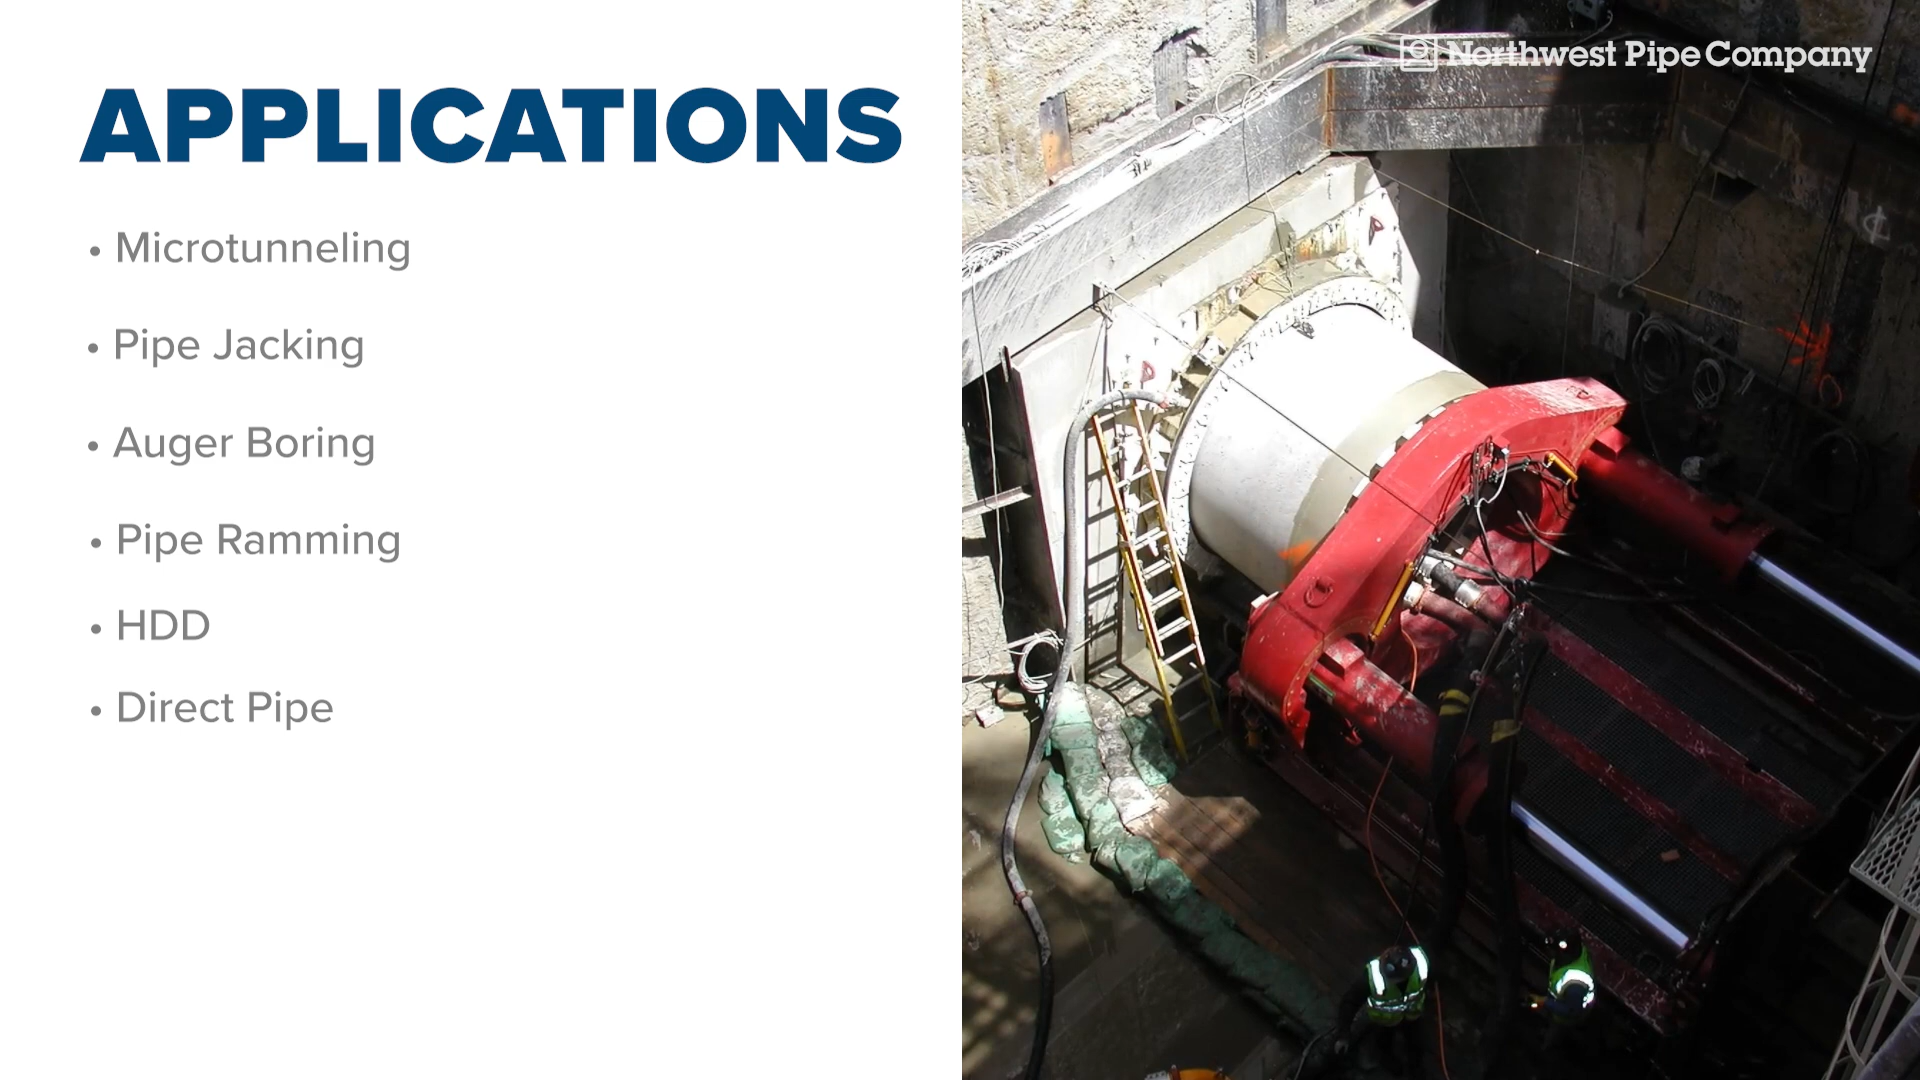 APPLICATIONS
• Microtunneling
• Pipe Jacking
• Auger Boring
• Pipe Ramming
• HDD
• Direct Pipe
Northwest Pipe Company